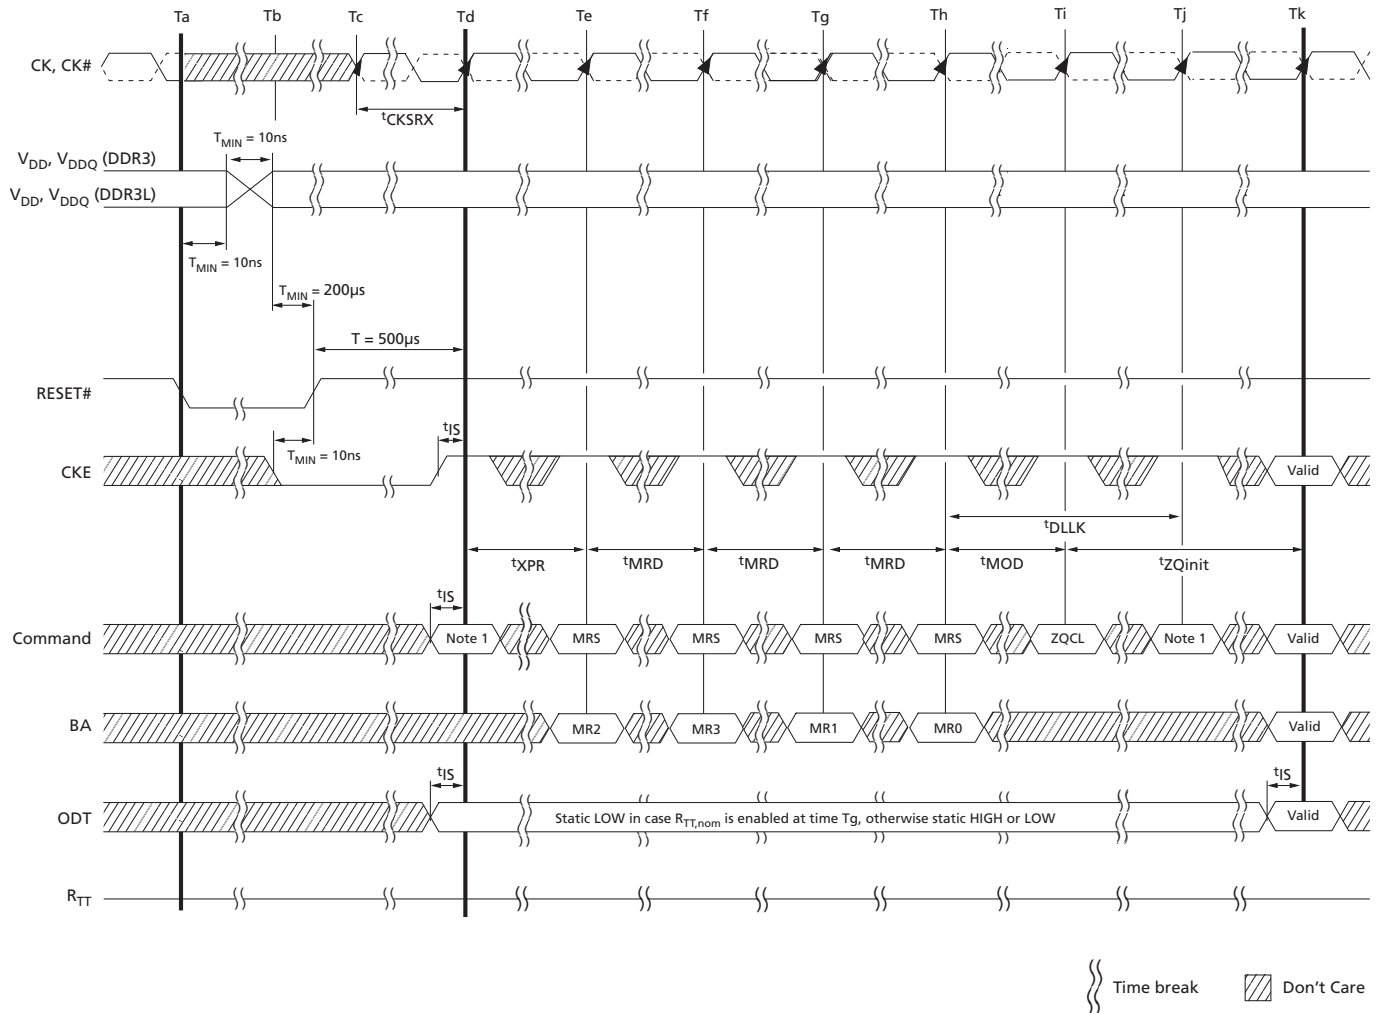 Ta Tb Tc Td Te Tf Tg Th Ti Tj Tk
CK, CK#
tCKSRX
TMIN = 10ns
VDD, VDDQ (DDR3)
VDD, VDDQ (DDR3L)
TMIN = 10ns
TMIN = 200µs
T = 500µs
RESET#
tIS
TMIN = 10ns
CKE
Valid
tDLLK
tXPR tMRD tMRD tMRD tMOD tZQinit
tIS
Command Note 1 MRS MRS MRS MRS ZQCL Note 1 Valid
BA MR2 MR3 MR1 MR0 Valid
tIS tIS
ODT Static LOW in case RTT,nom is enabled at time Tg, otherwise static HIGH or LOW Valid
RTT
Time break Don't Care